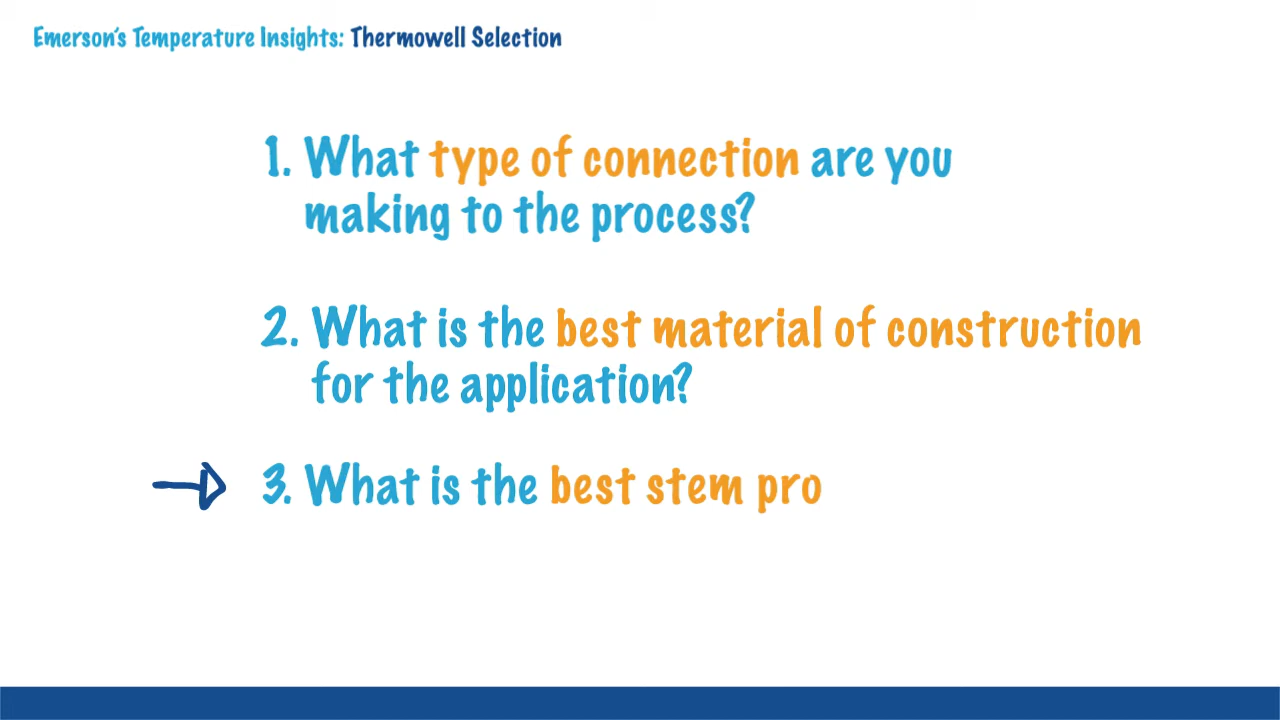 Emerson's Temperature Insights: Thermowell Selection
1. What type of connection are you
making to the process?
2. What is the best material of construction
for the application?
3. What is the best stem pro